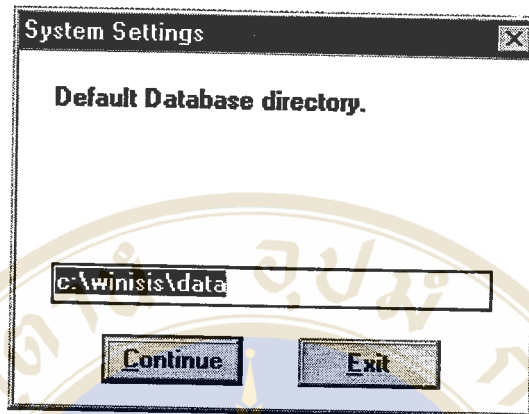 System Settings
Default Database directory.
c:\winisis\data
Continue Exit